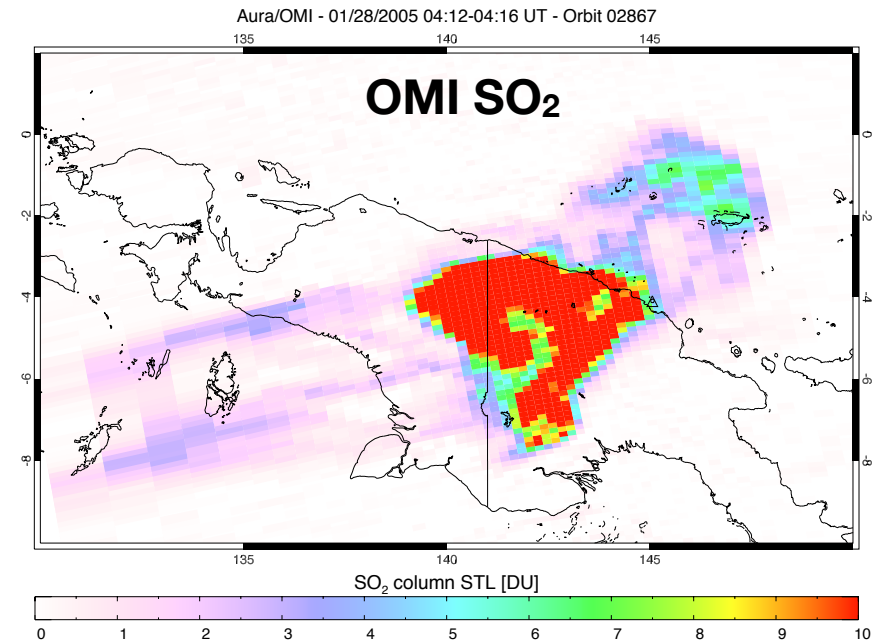 Aura/OMI - 01/28/2005 04:12-04:16 UT - Orbit 02867
135 140 145
OMI SO₂
0 0
-2 -2
-4 -4
-6 -6
-8 -8
135 140 145
SO₂ column STL [DU]
0 1 2 3 4 5 6 7 8 9 10